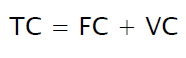 TC = FC + VC